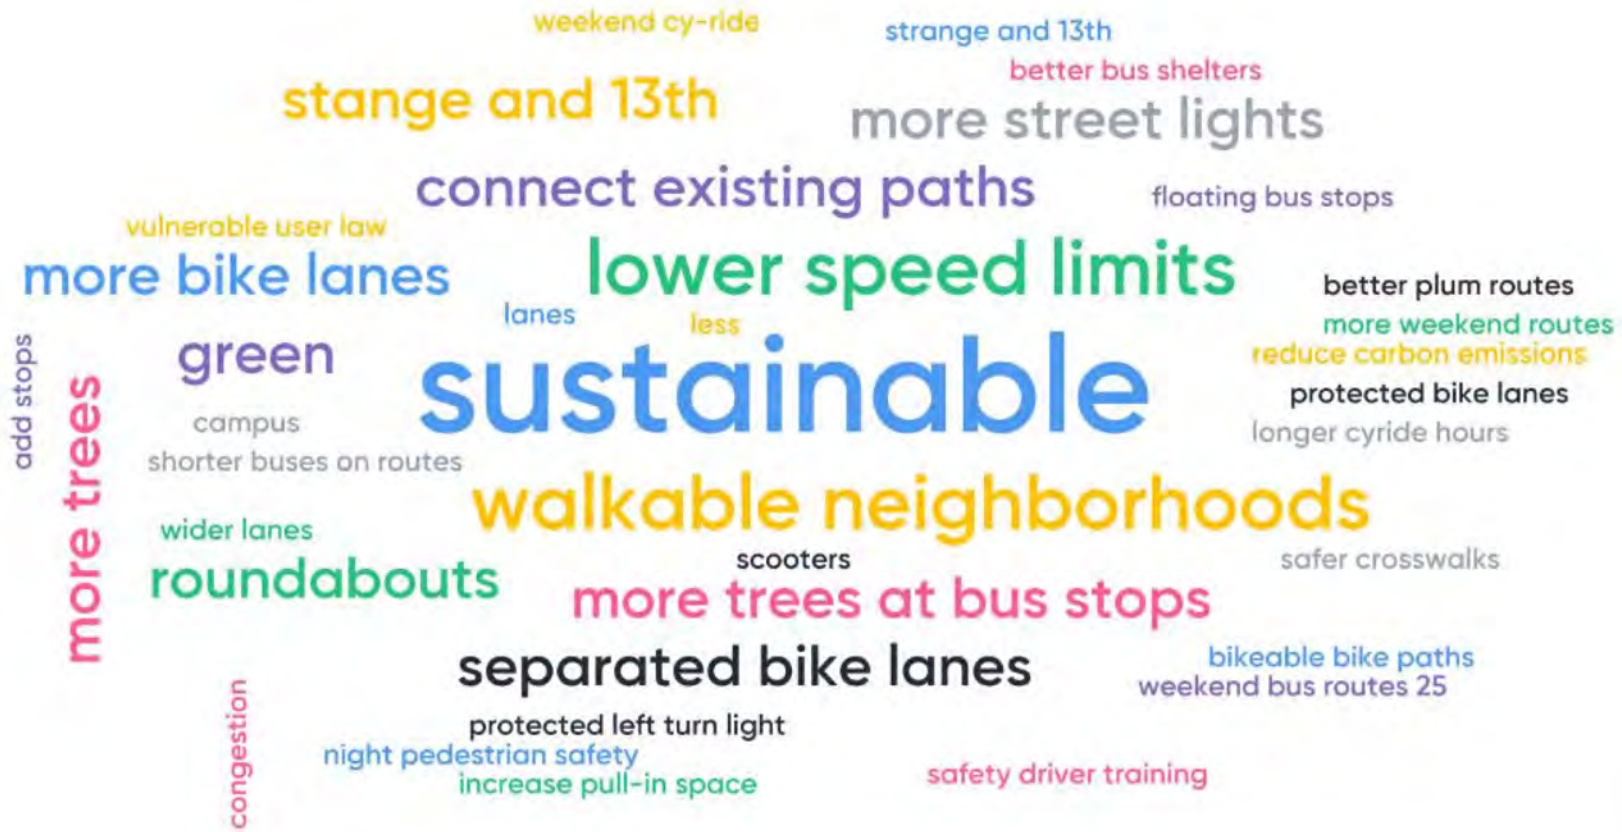 weekend cy-ride
strange and 13th
better bus shelters
stange and 13th
more street lights
connect existing paths
floating bus stops
vulnerable user law
more bike lanes
lower speed limits
better plum routes
lanes
less
more weekend routes
green
sustainable
reduce carbon emissions
add stops
more trees
protected bike lanes
campus
longer cyride hours
shorter buses on routes
walkable neighborhoods
wider lanes
scooters
safer crosswalks
roundabouts
more trees at bus stops
separated bike lanes
bikeable bike paths
weekend bus routes 25
congestion
protected left turn light
night pedestrian safety
increase pull-in space
safety driver training